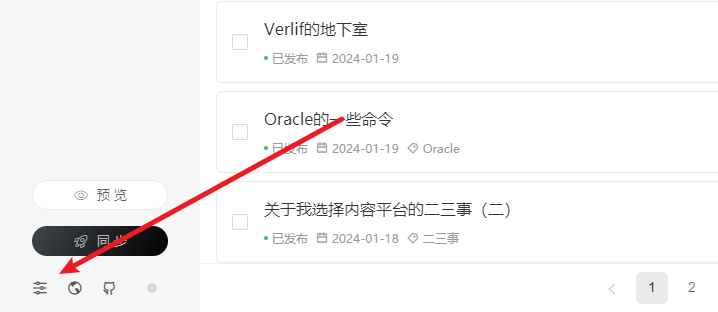 Verlif的地下室
已发布 2024-01-19
Oracle的一些命令
已发布 2024-01-19 Oracle
关于我选择内容平台的二三事（二）
已发布 2024-01-18 二三事
预 览
同 步
< 1 2